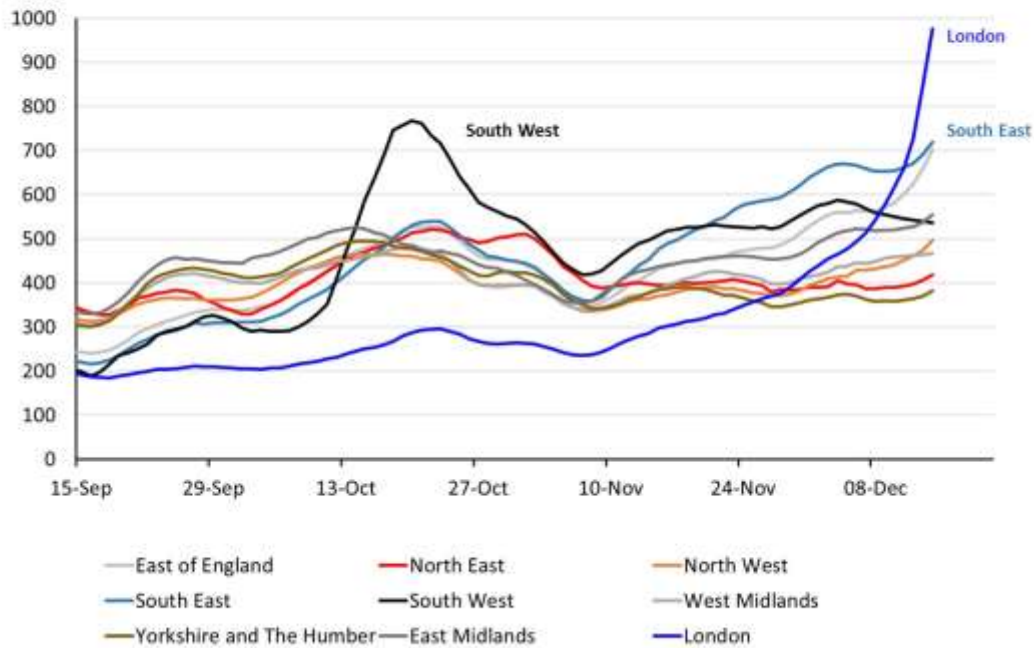 1000
London
900
800
South West
South East
700
600
500
400
300
200
100
0
15-Sep 29-Sep 13-Oct 27-Oct 10-Nov 24-Nov 08-Dec
East of England North East North West
South East South West West Midlands
Yorkshire and The Humber East Midlands London